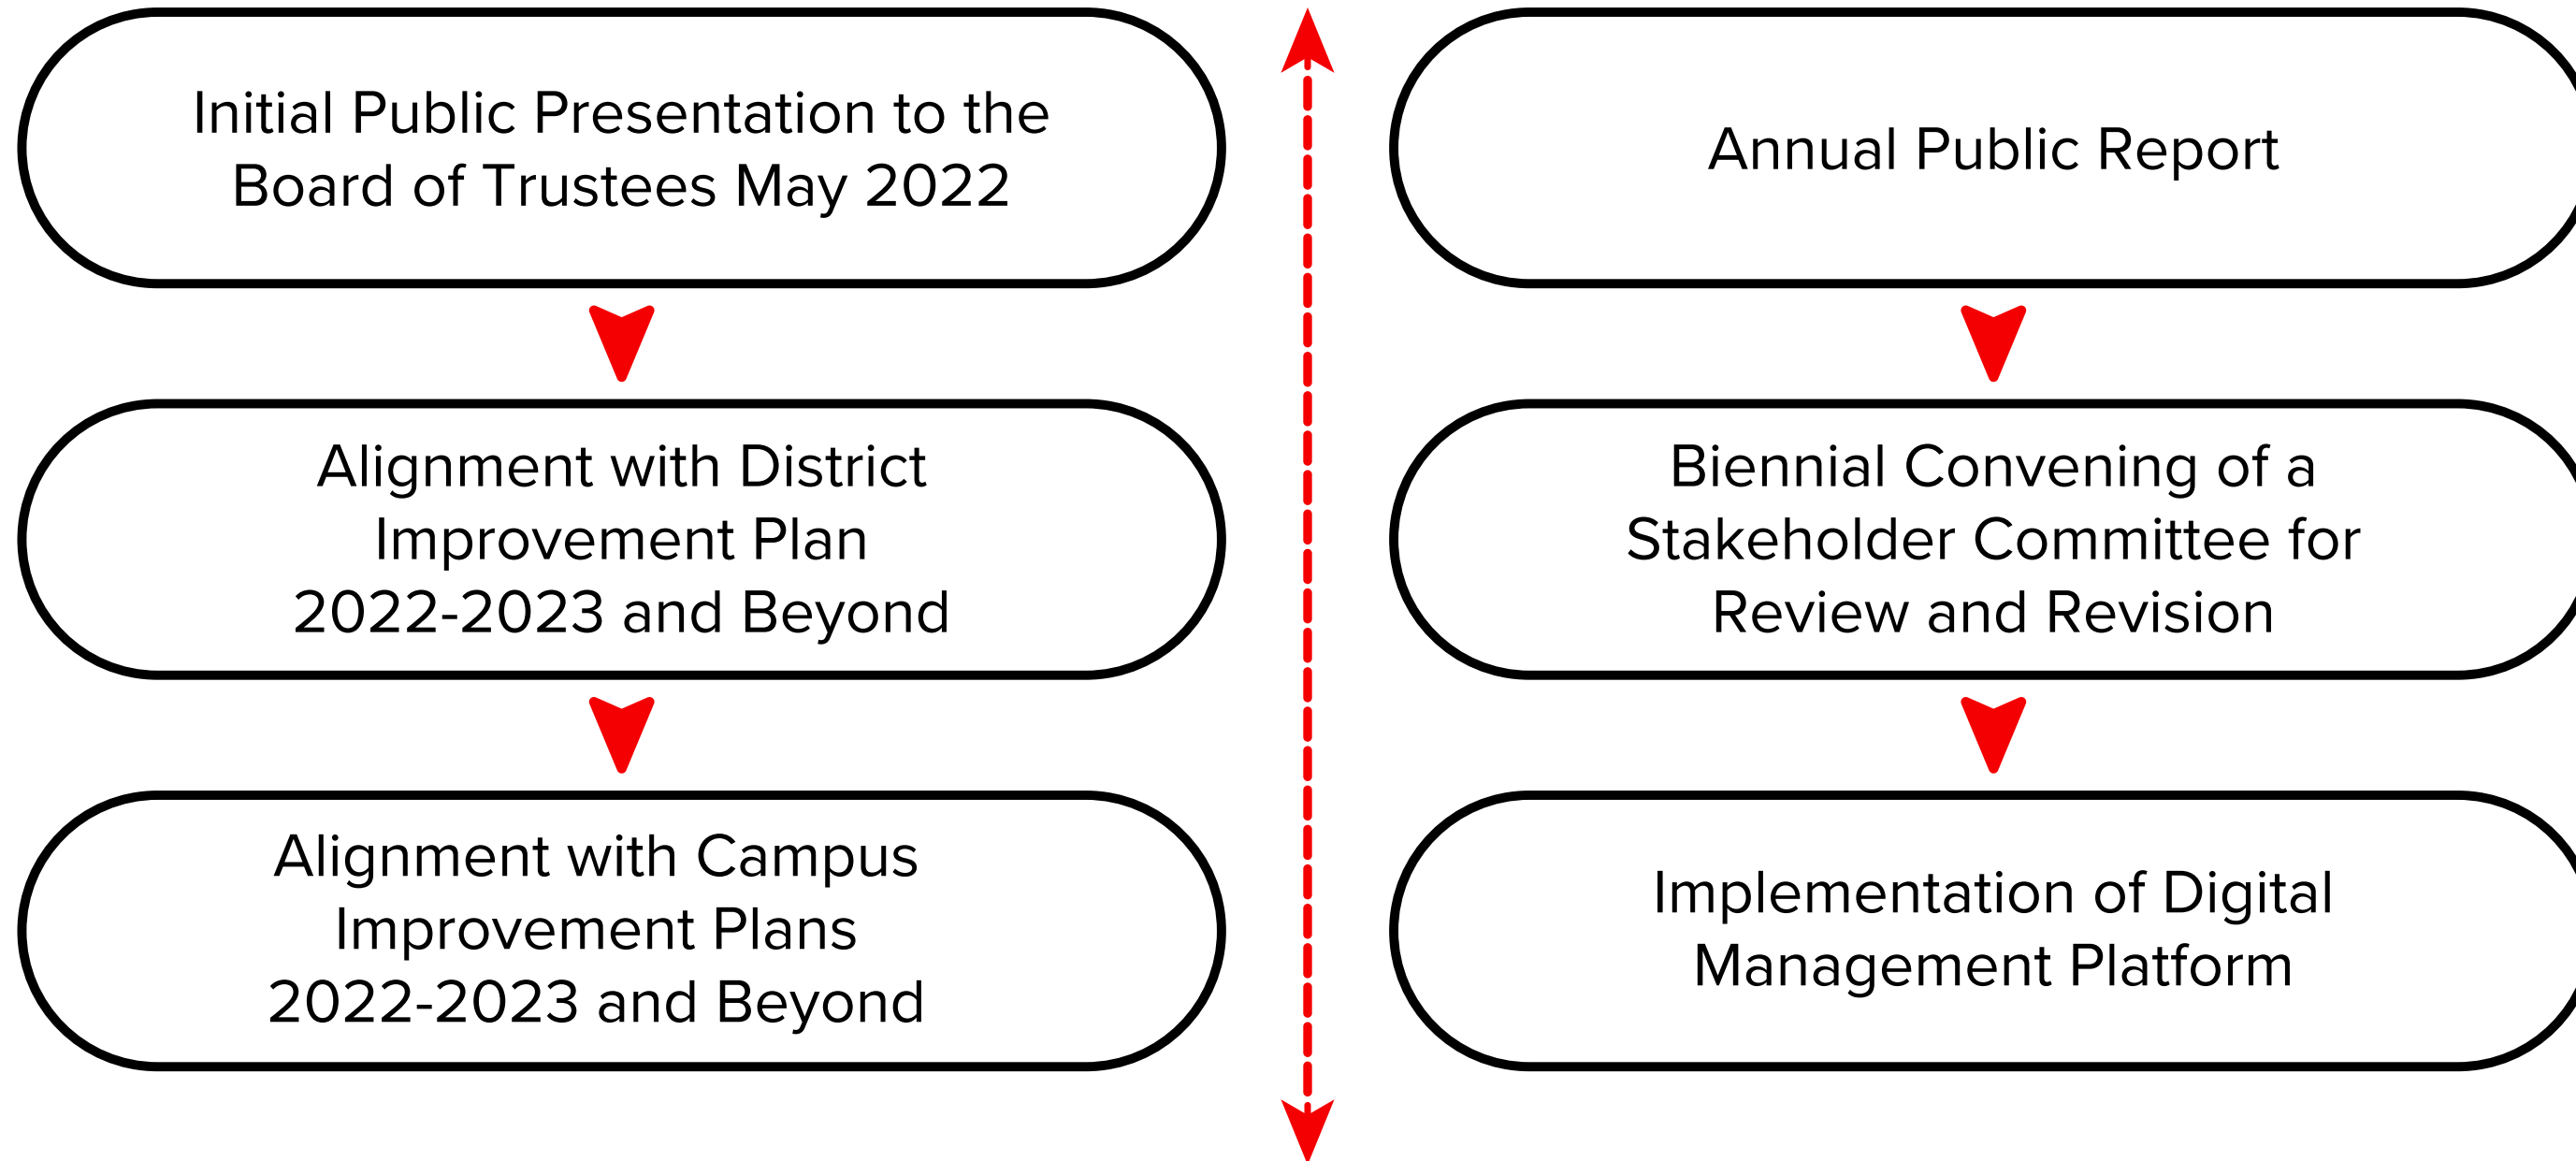 Initial Public Presentation to the
Board of Trustees May 2022
Alignment with District
Improvement Plan
2022-2023 and Beyond
Alignment with Campus
Improvement Plans
2022-2023 and Beyond
Annual Public Report
Biennial Convening of a
Stakeholder Committee for
Review and Revision
Implementation of Digital
Management Platform